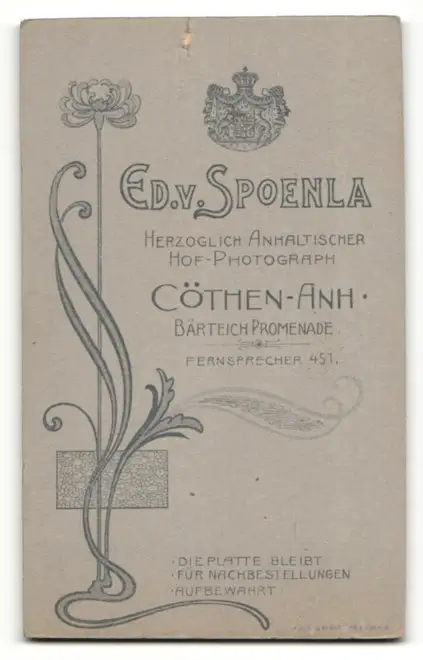 ED. V. SPOENLA
HERZOGLICH ANHALTISCHER
HOF-PHOTOGRAPH
CÖTHEN-ANH.
BÄRTEICH PROMENADE
FERNSPRECHER 451.
· DIE PLATTE BLEIBT
· FÜR NACHBESTELLUNGEN
· AUFBEWAHRT